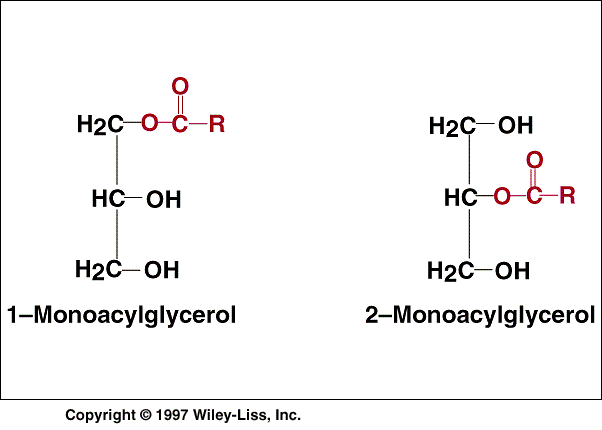 O
H2C—O—C—R
HC—OH
H2C—OH
1–Monoacylglycerol
H2C—OH
O
HC—O—C—R
H2C—OH
2–Monoacylglycerol
Copyright © 1997 Wiley-Liss, Inc.